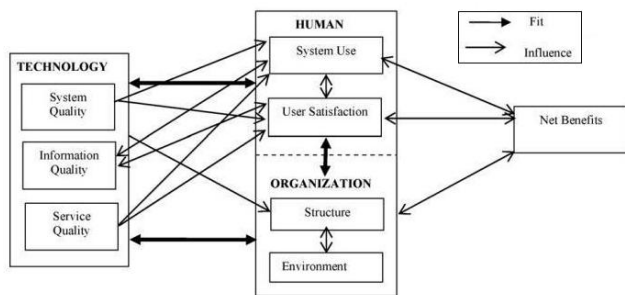 HUMAN
Fit
Influence
System Use
TECHNOLOGY
System
Quality
User Satisfaction
Net Benefits
Information
Quality
ORGANIZATION
Structure
Service
Quality
Environment